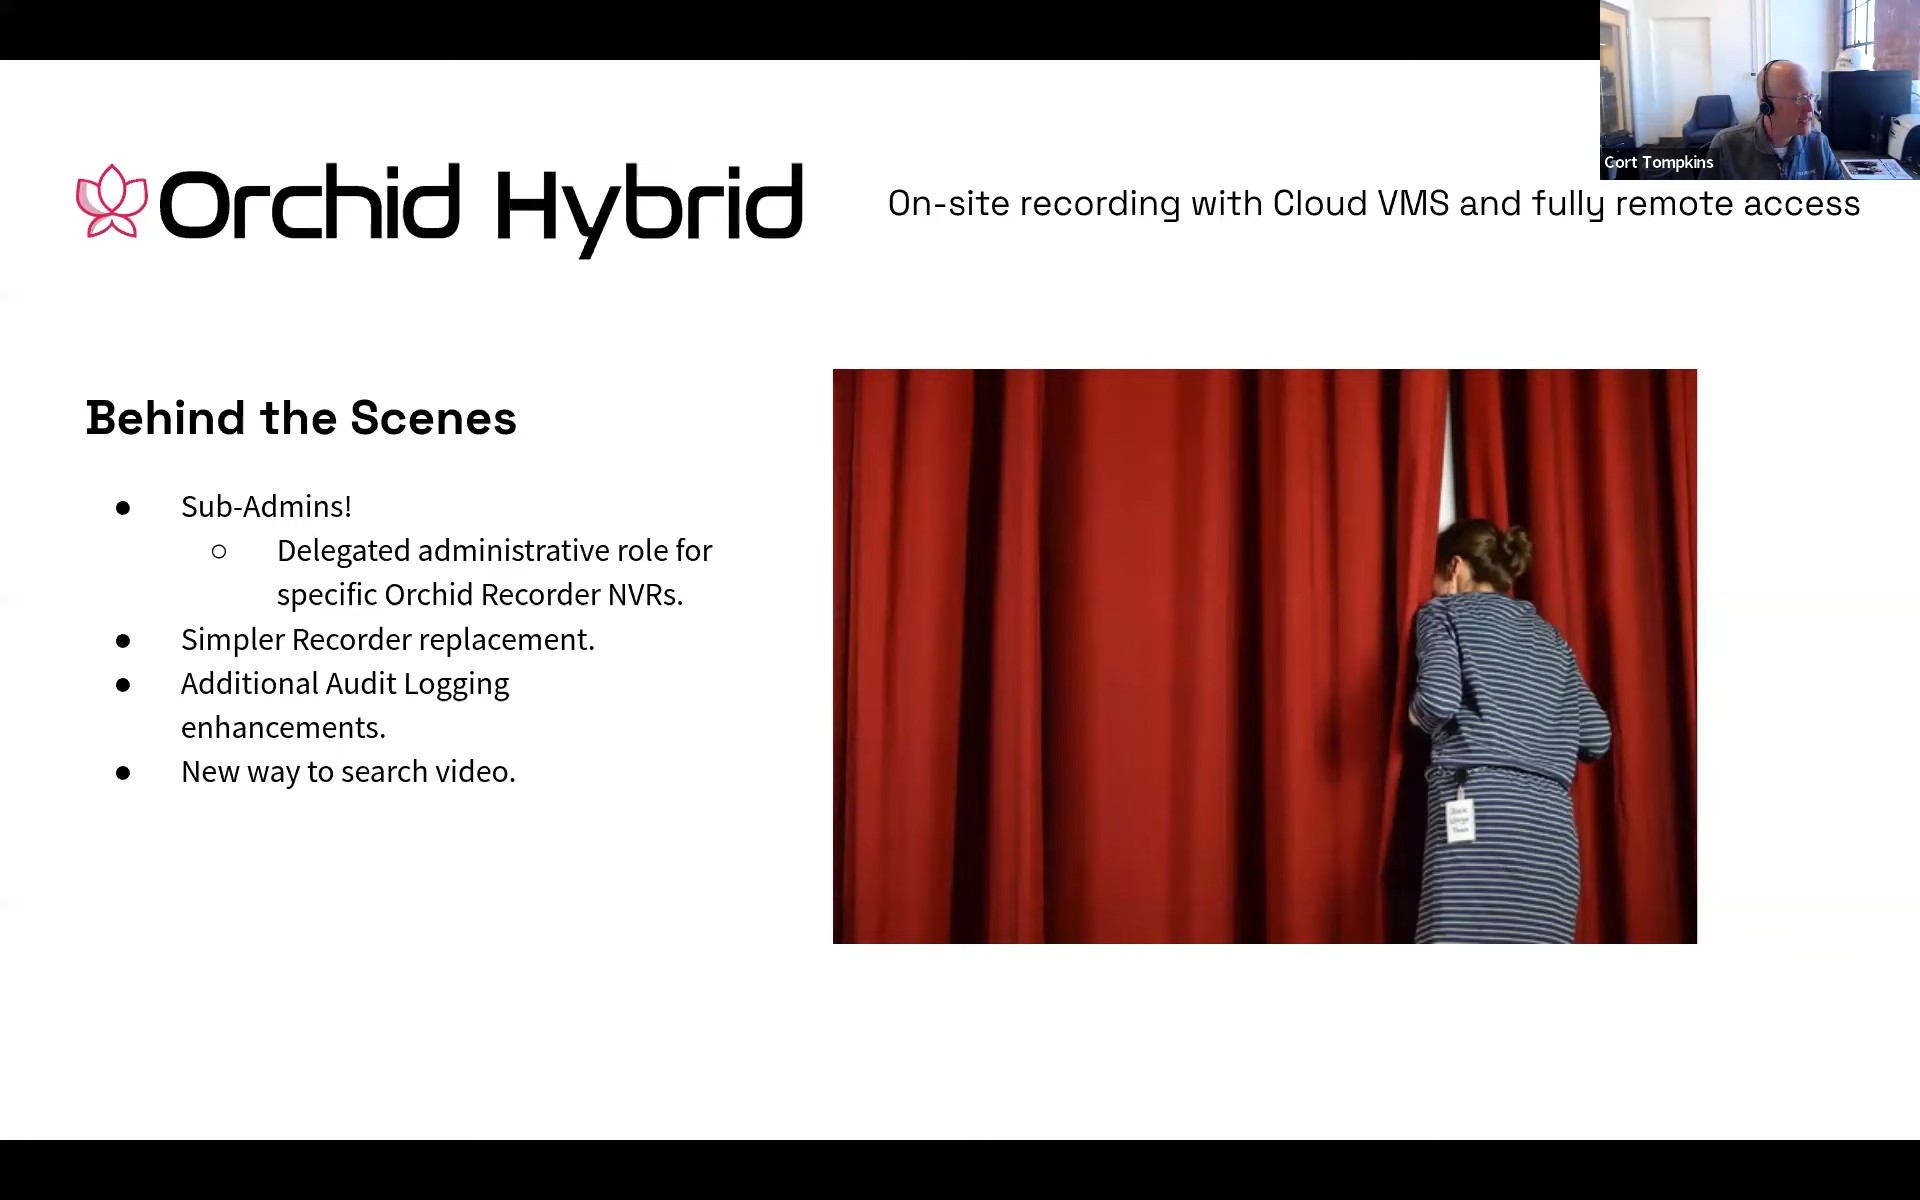 Cort Tompkins
Orchid Hybrid
On-site recording with Cloud VMS and fully remote access
Behind the Scenes
● Sub-Admins!
○ Delegated administrative role for
specific Orchid Recorder NVRs.
● Simpler Recorder replacement.
● Additional Audit Logging
enhancements.
● New way to search video.